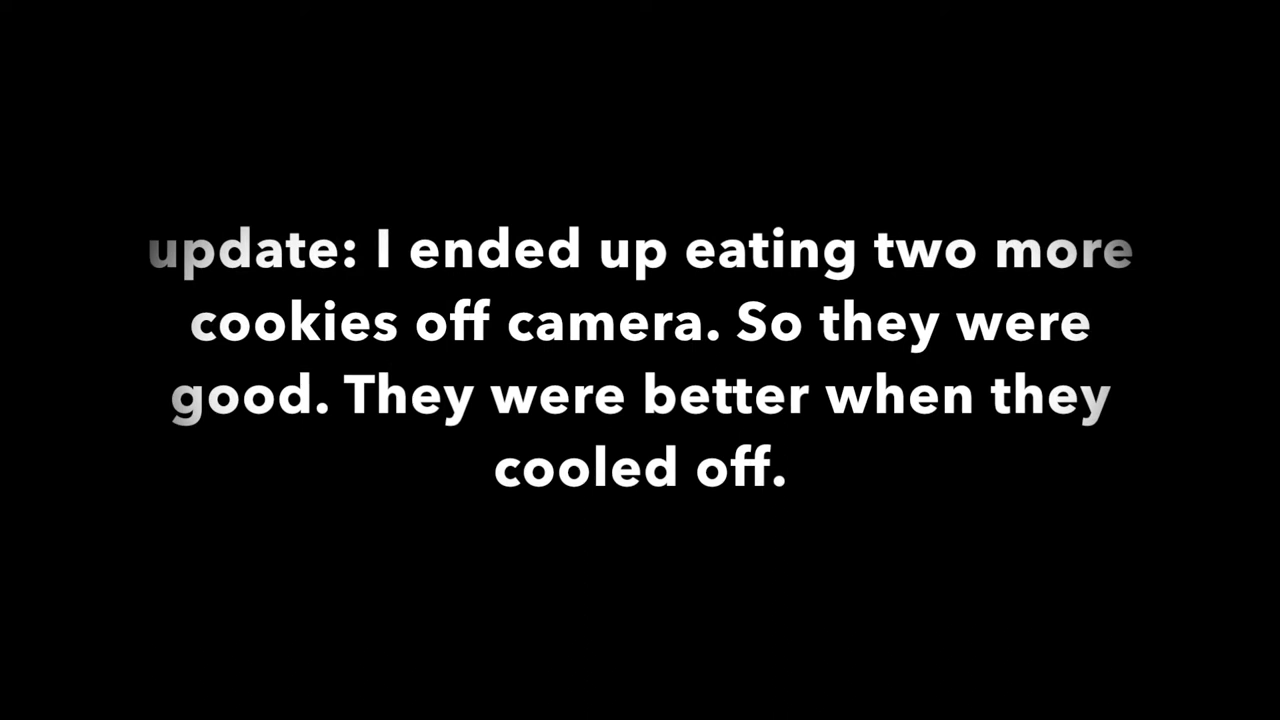 update: I ended up eating two more
cookies off camera. So they were
good. They were better when they
cooled off.